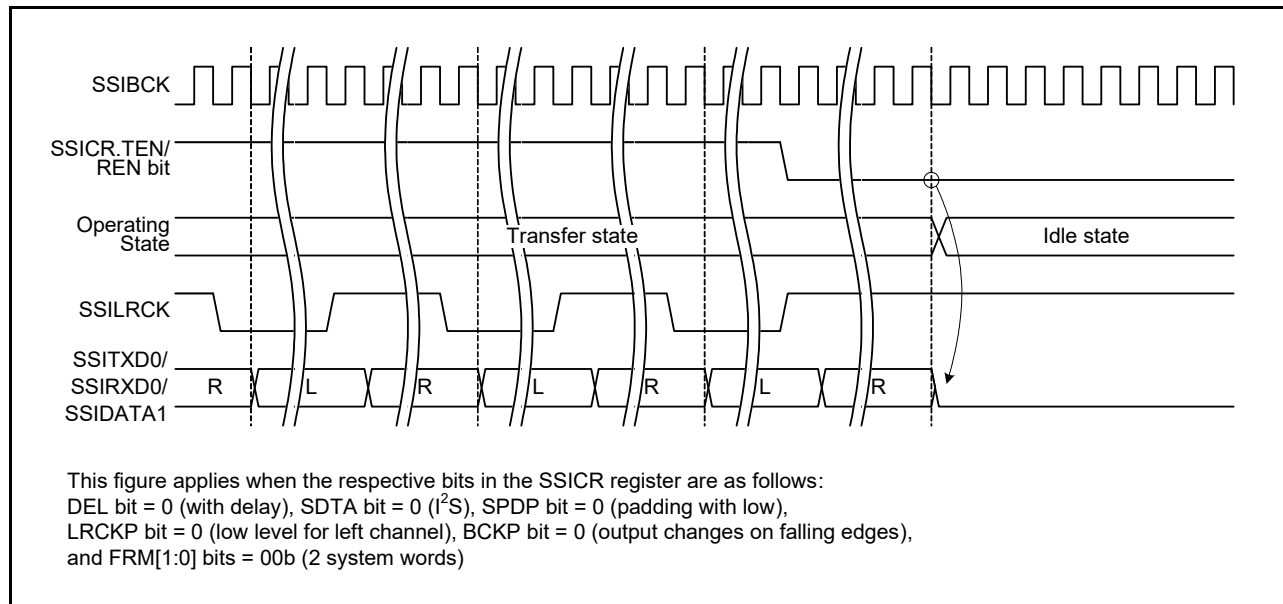 SSIBCK
SSICR.TEN/
REN bit
Operating
State
Transfer state
Idle state
SSILRCK
SSITXD0/
SSIRXD0/
SSIDATA1
R L R L R L R
This figure applies when the respective bits in the SSICR register are as follows:
DEL bit = 0 (with delay), SDTA bit = 0 (I²S), SPDP bit = 0 (padding with low),
LRCKP bit = 0 (low level for left channel), BCKP bit = 0 (output changes on falling edges),
and FRM[1:0] bits = 00b (2 system words)